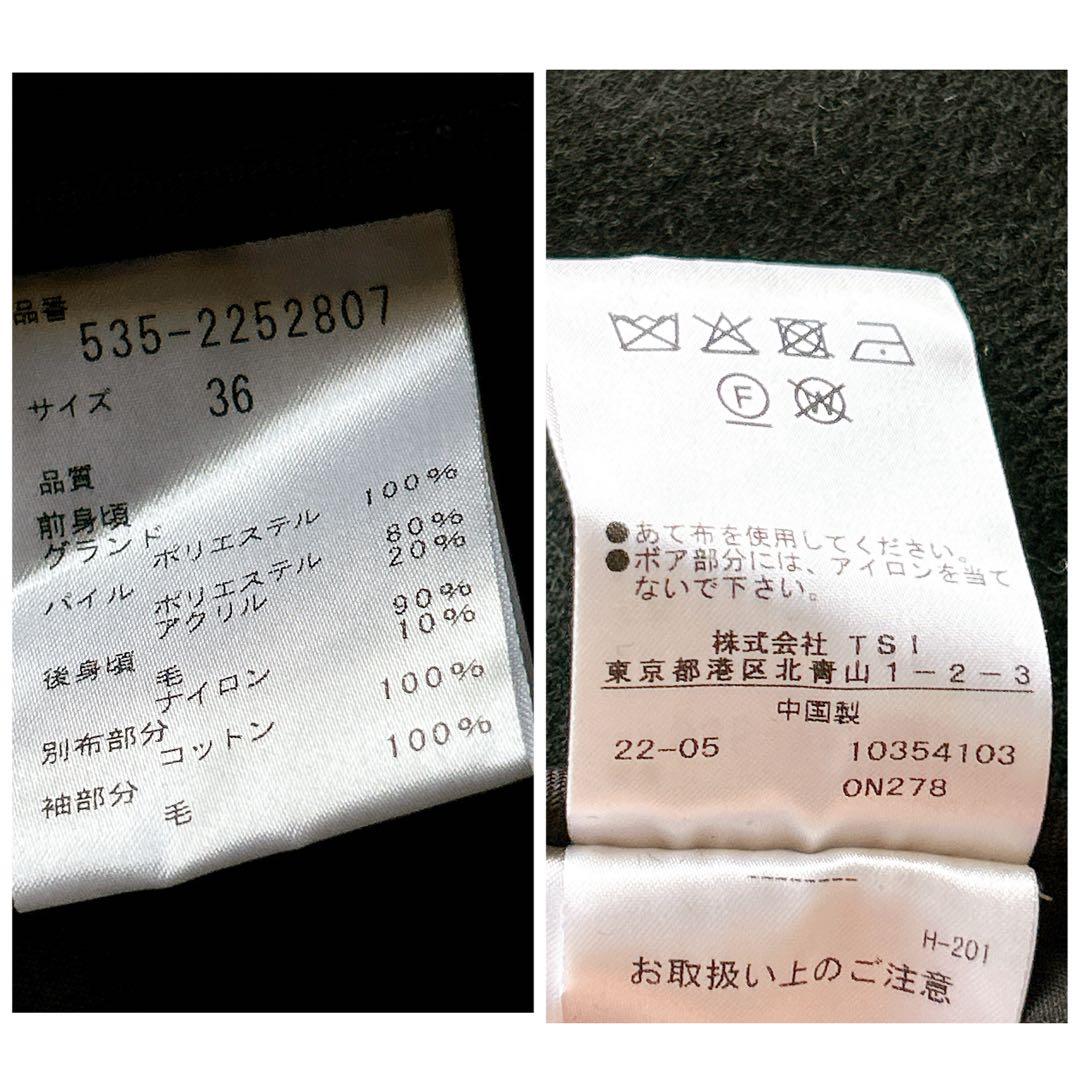 品番
535-2252807
サイズ 36
品質
前身頃
グランド ポリエステル 100%
パイル ポリエステル 80%
アクリル 20%
後身頃 毛 90%
ナイロン 10%
別布部分 コットン 100%
袖部分 毛 100%
F W
●あて布を使用してください。
●ボア部分には、アイロンを当て
ないで下さい。
株式会社 TSI
東京都港区北青山1-2-3
中国製
22-05 10354103
0N278
H-201
お取扱い上のご注意